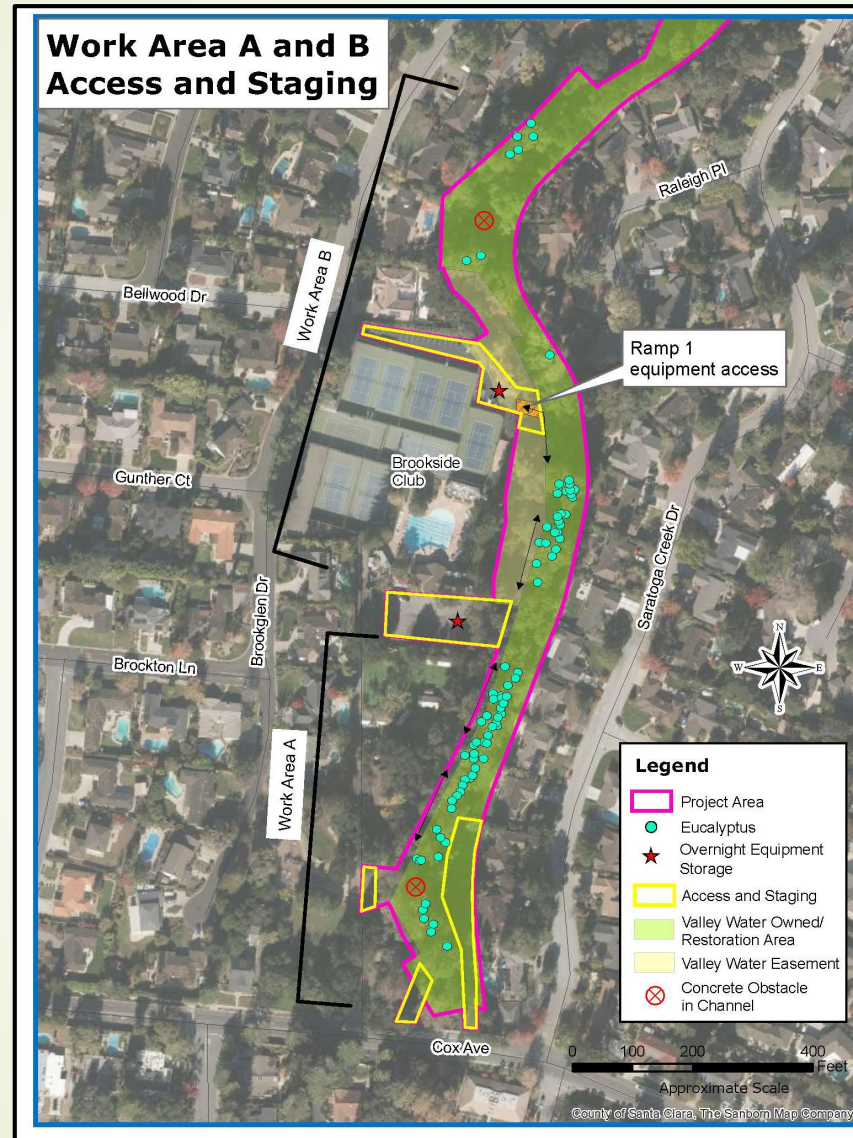 Work Area A and B
Access and Staging
Raleigh Pl
Work Area B
Bellwood Dr
Ramp 1
equipment access
Brookside
Club
Gunther Ct
Saratoga Creek Dr
Brookglen Dr
N
W
E
S
Brockton Ln
Work Area A
Legend
Project Area
Eucalyptus
Overnight Equipment
Storage
Access and Staging
Valley Water Owned/
Restoration Area
Valley Water Easement
Concrete Obstacle
in Channel
Cox Ave
0 100 200 400
Feet
Approximate Scale
County of Santa Clara, The Sanborn Map Company